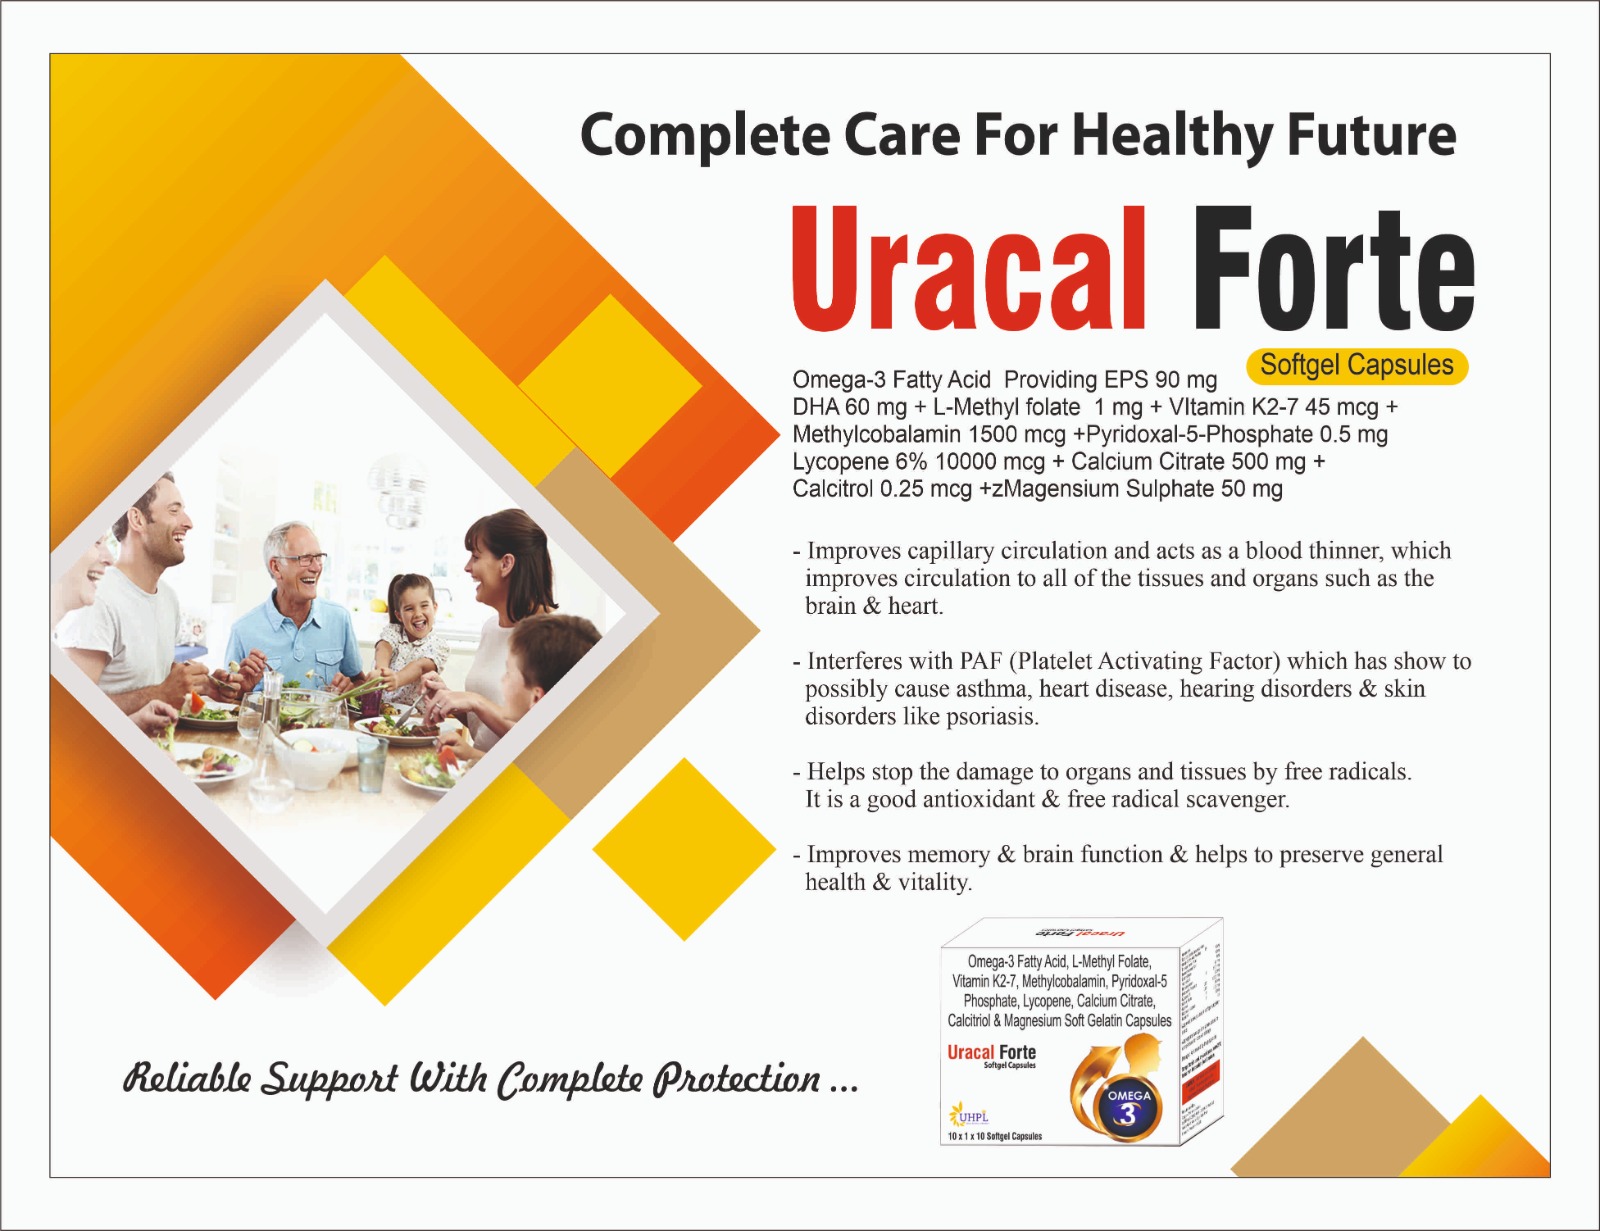 Complete Care For Healthy Future
Uracal Forte
Softgel Capsules
Omega-3 Fatty Acid Providing EPS 90 mg
DHA 60 mg + L-Methyl folate 1 mg + VItamin K2-7 45 mcg +
Methylcobalamin 1500 mcg +Pyridoxal-5-Phosphate 0.5 mg
Lycopene 6% 10000 mcg + Calcium Citrate 500 mg +
Calcitrol 0.25 mcg +zMagensium Sulphate 50 mg
- Improves capillary circulation and acts as a blood thinner, which
improves circulation to all of the tissues and organs such as the
brain & heart.
- Interferes with PAF (Platelet Activating Factor) which has show to
possibly cause asthma, heart disease, hearing disorders & skin
disorders like psoriasis.
- Helps stop the damage to organs and tissues by free radicals.
It is a good antioxidant & free radical scavenger.
- Improves memory & brain function & helps to preserve general
health & vitality.
Uracal Forte
Omega-3 Fatty Acid, L-Methyl Folate,
Vitamin K2-7, Methylcobalamin, Pyridoxal-5
Phosphate, Lycopene, Calcium Citrate,
Calcitriol & Magnesium Soft Gelatin Capsules
Uracal Forte
Softgel Capsules
OMEGA
3
UHPL
10 x 1 x 10 Softgel Capsules
Reliable Support With Complete Protection ...